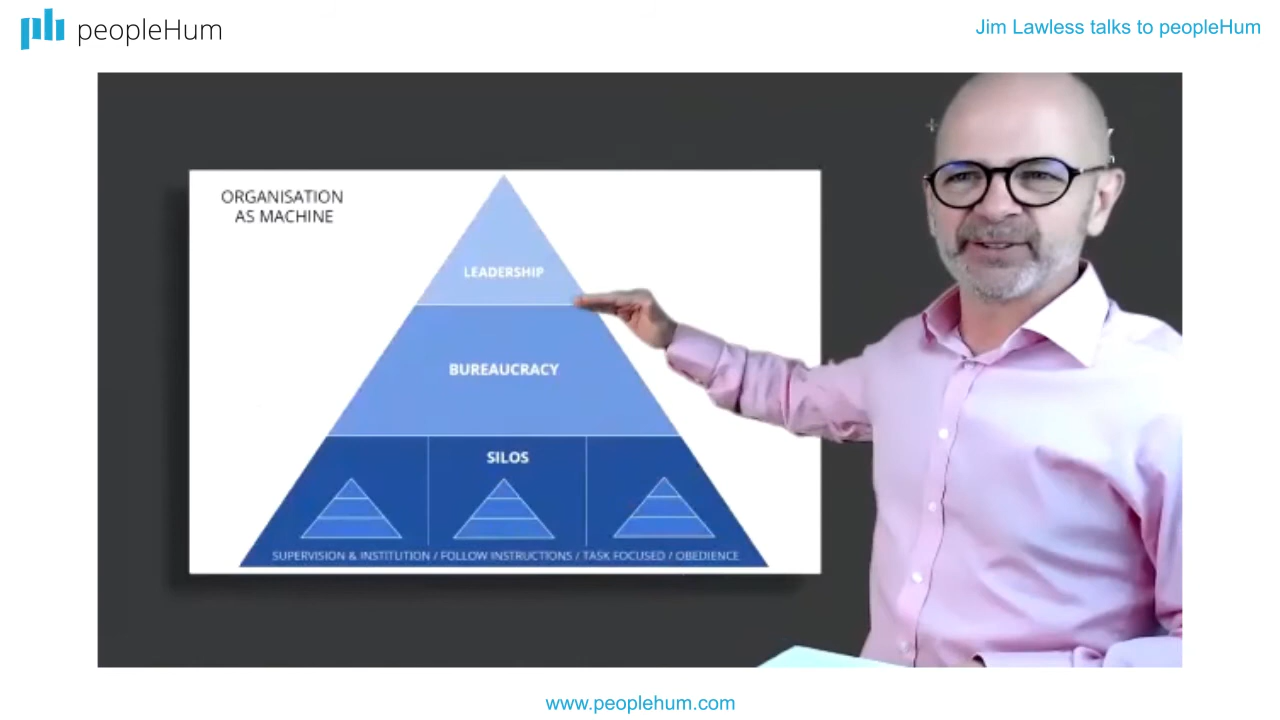 peopleHum
Jim Lawless talks to peopleHum
ORGANISATION
AS MACHINE
LEADERSHIP
BUREAUCRACY
SILOS
SUPERVISION & INSTITUTION / FOLLOW INSTRUCTIONS / TASK FOCUSED / OBEDIENCE
www.peoplehum.com